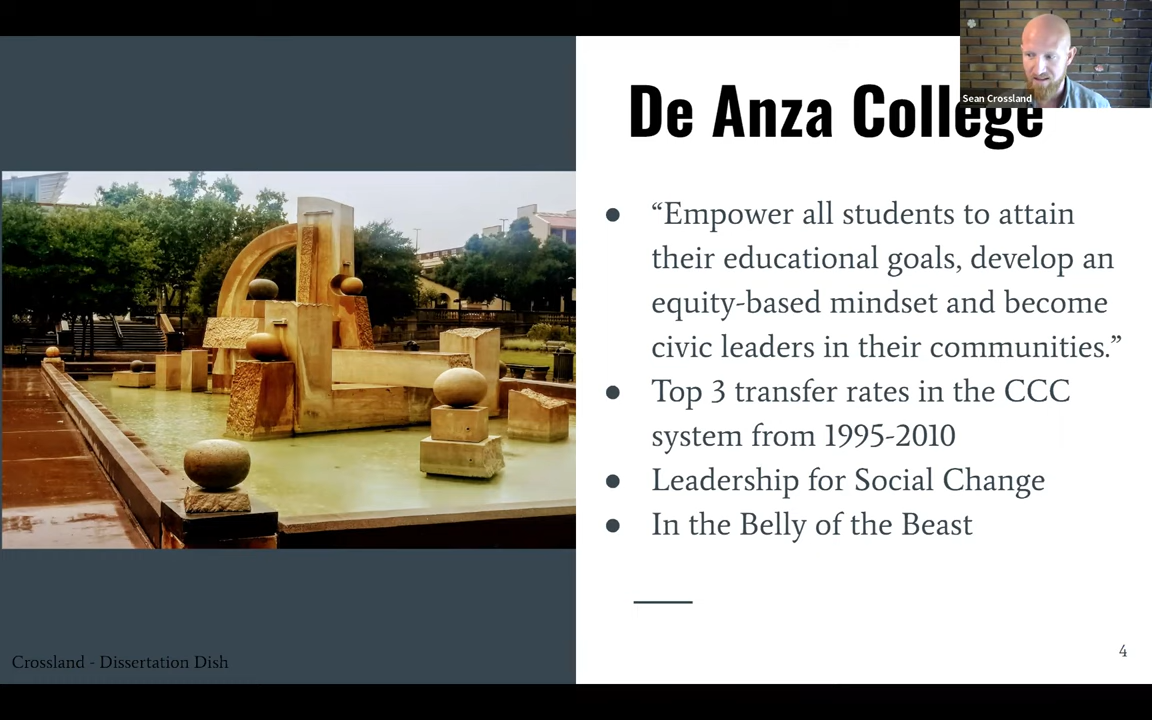 Sean Crossland
De Anza College
● “Empower all students to attain
their educational goals, develop an
equity-based mindset and become
civic leaders in their communities.”
● Top 3 transfer rates in the CCC
system from 1995-2010
● Leadership for Social Change
● In the Belly of the Beast
Crossland - Dissertation Dish
4